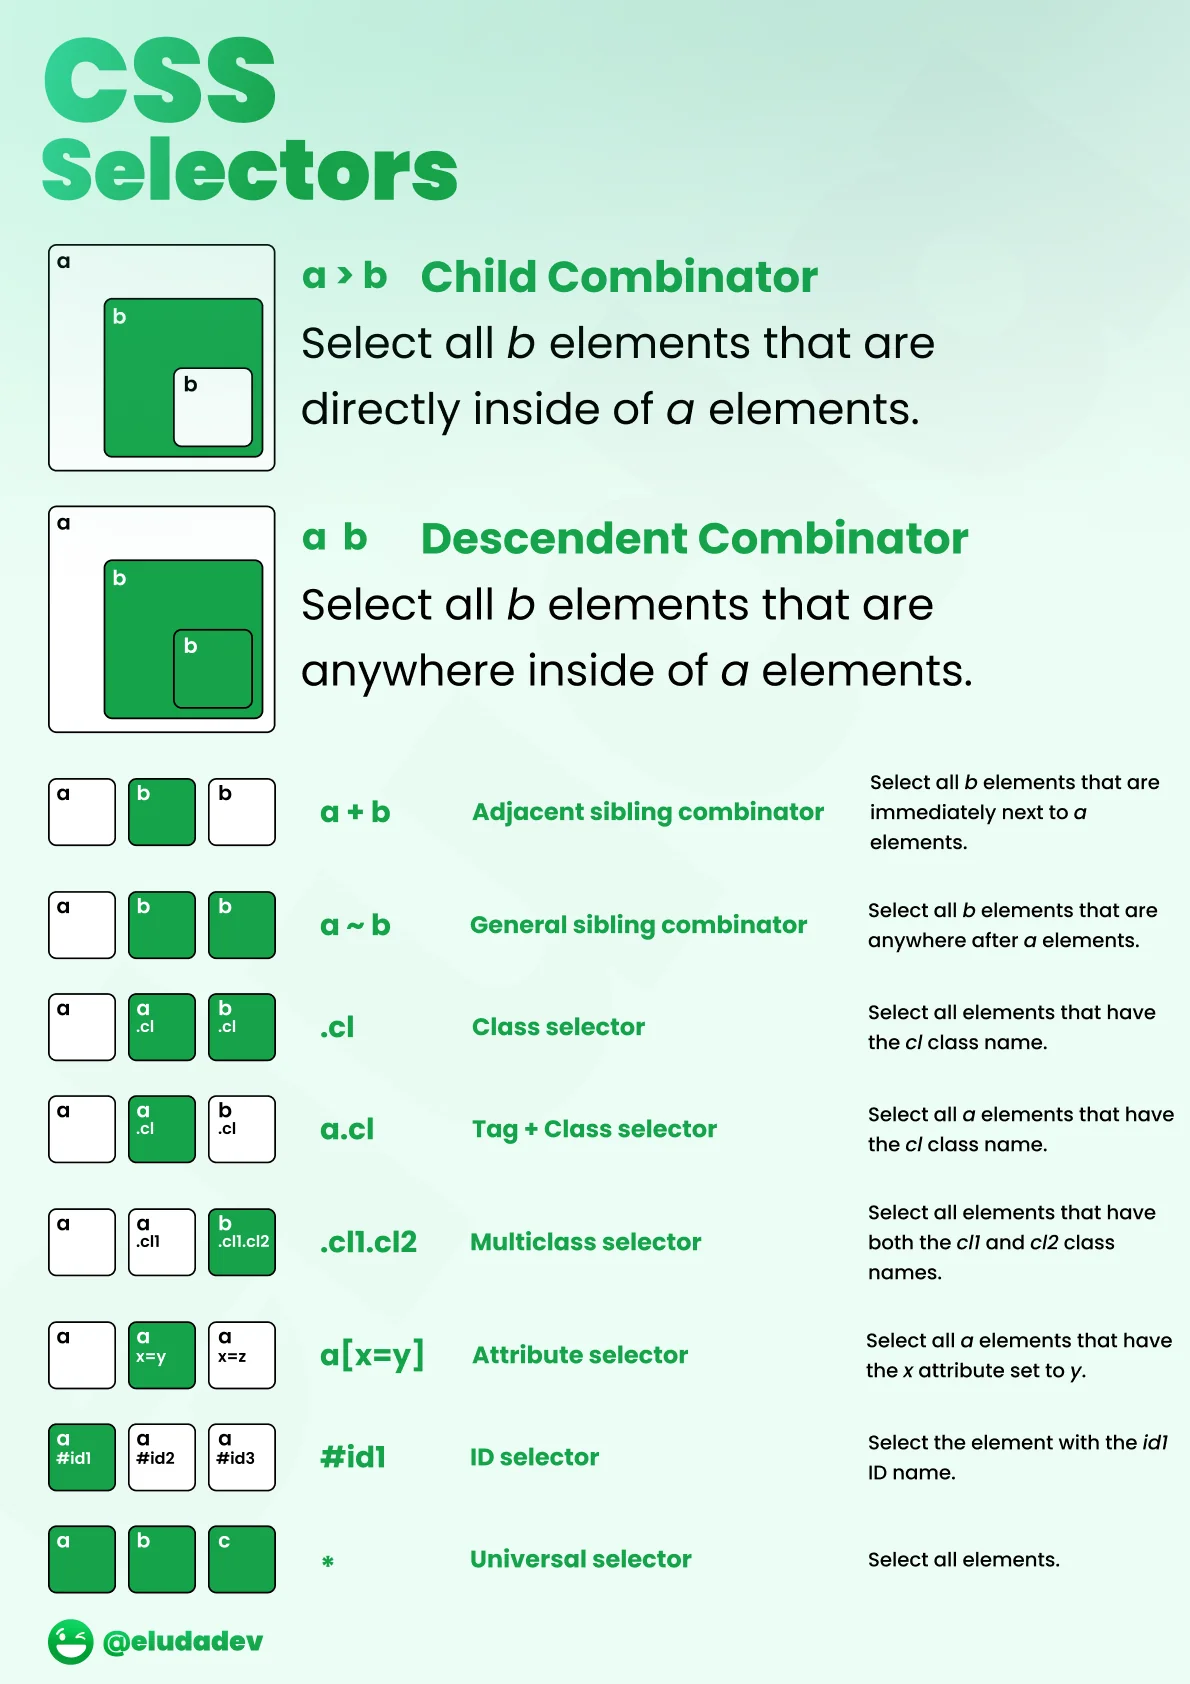 CSS
Selectors
a
b
b
a > b Child Combinator
Select all b elements that are
directly inside of a elements.
a
b
b
a b Descendent Combinator
Select all b elements that are
anywhere inside of a elements.
a b b
a + b Adjacent sibling combinator
Select all b elements that are
immediately next to a
elements.
a b b
a ~ b General sibling combinator
Select all b elements that are
anywhere after a elements.
a a b
.cl .cl
.cl Class selector
Select all elements that have
the cl class name.
a a b
.cl .cl
a.cl Tag + Class selector
Select all a elements that have
the cl class name.
a a b
.cl1 .cl1.cl2
.cl1.cl2 Multiclass selector
Select all elements that have
both the cl1 and cl2 class
names.
a a a
x=y x=z
a[x=y] Attribute selector
Select all a elements that have
the x attribute set to y.
a a a
#id1 #id2 #id3
#id1 ID selector
Select the element with the id1
ID name.
a b c
* Universal selector
Select all elements.
@eludadev